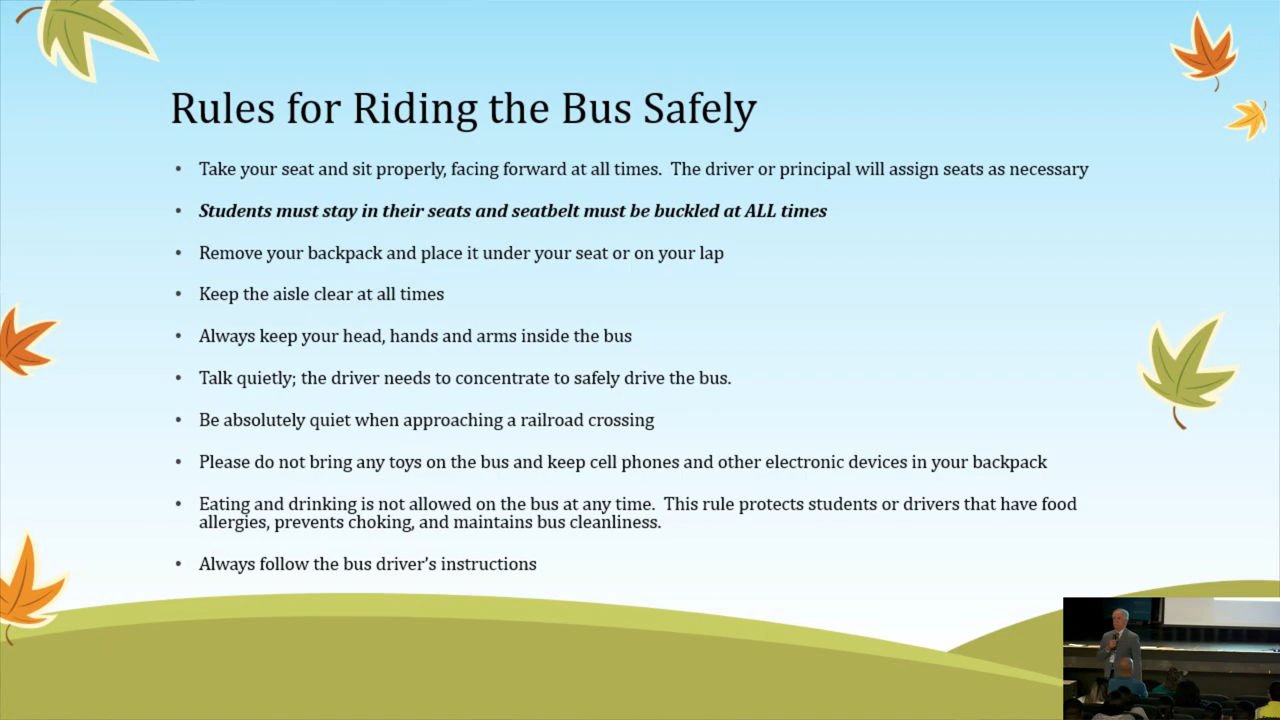 Rules for Riding the Bus Safely
• Take your seat and sit properly, facing forward at all times.  The driver or principal will assign seats as necessary
• Students must stay in their seats and seatbelt must be buckled at ALL times
• Remove your backpack and place it under your seat or on your lap
• Keep the aisle clear at all times
• Always keep your head, hands and arms inside the bus
• Talk quietly; the driver needs to concentrate to safely drive the bus.
• Be absolutely quiet when approaching a railroad crossing
• Please do not bring any toys on the bus and keep cell phones and other electronic devices in your backpack
• Eating and drinking is not allowed on the bus at any time.  This rule protects students or drivers that have food
allergies, prevents choking, and maintains bus cleanliness.
• Always follow the bus driver’s instructions